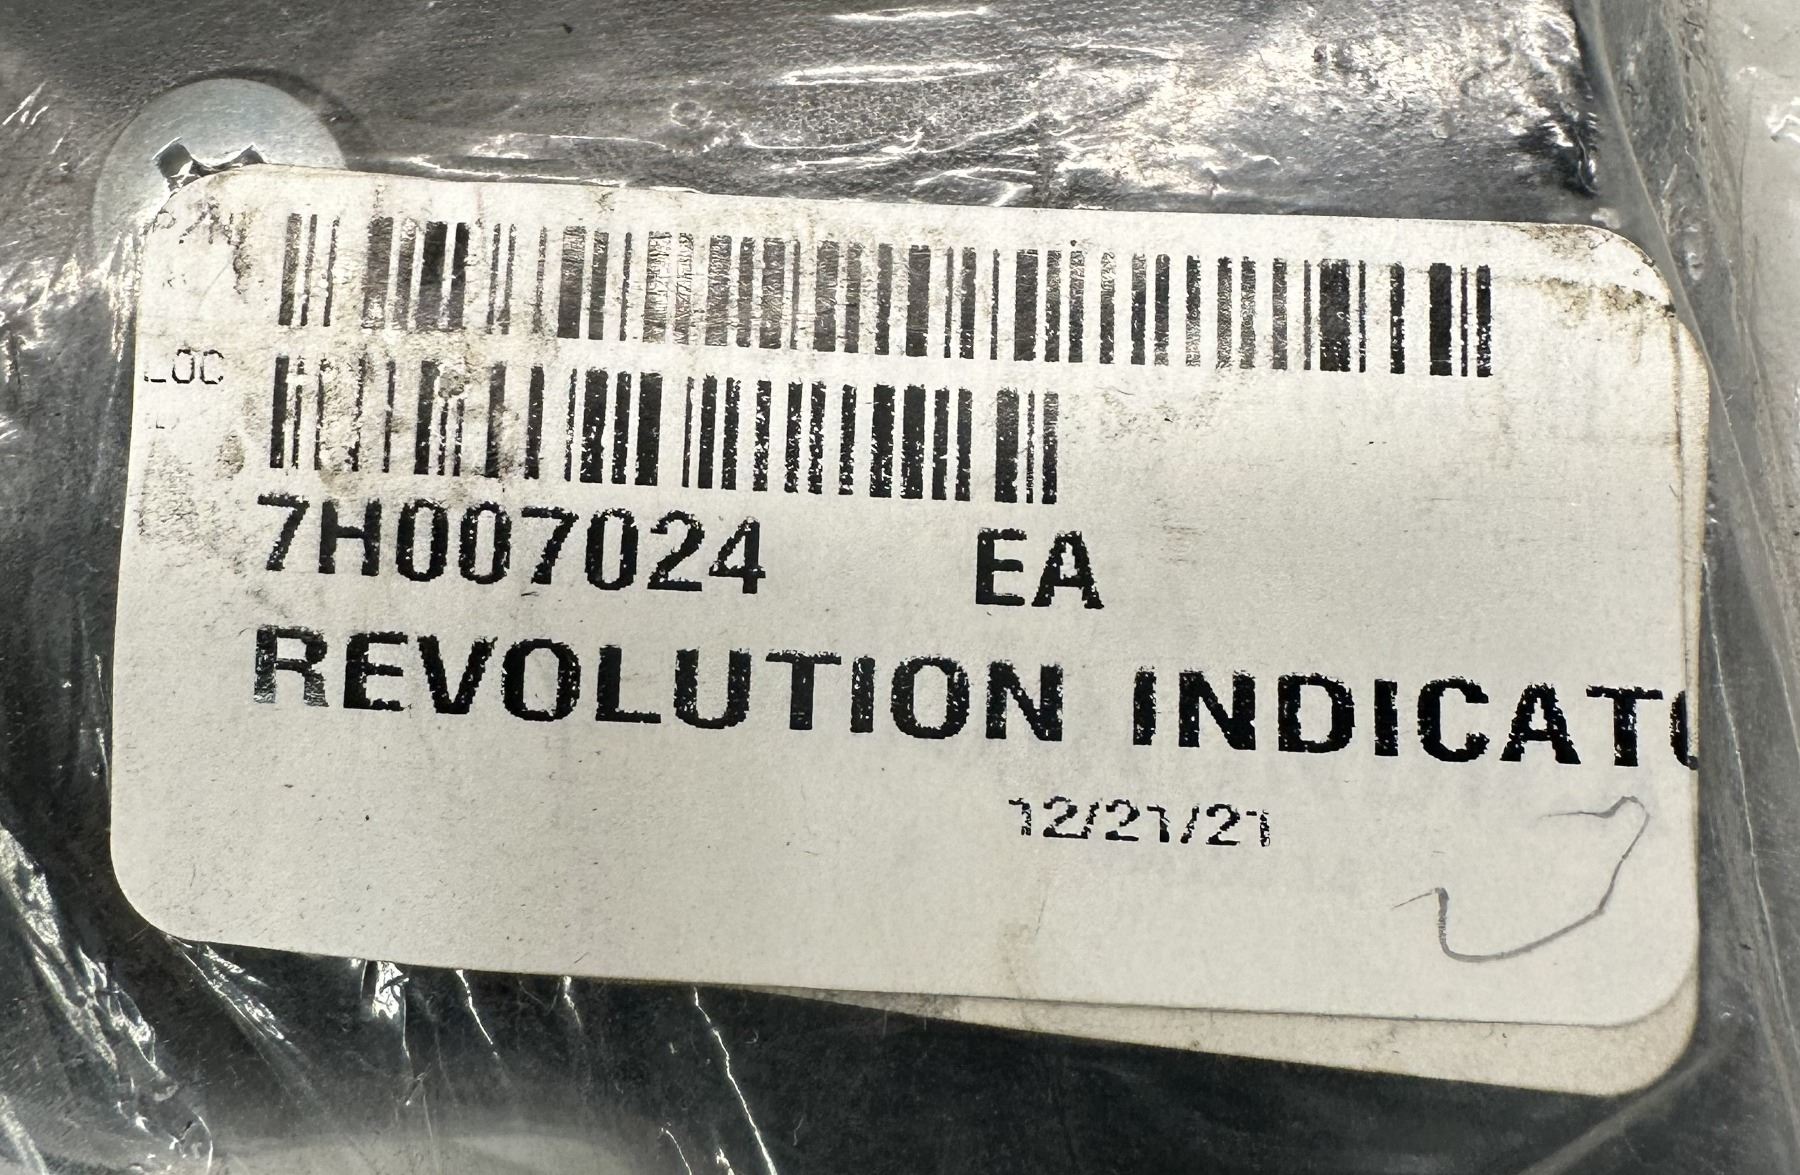 P/N
LOC
7H007024 EA
REVOLUTION INDICATO
12/21/21